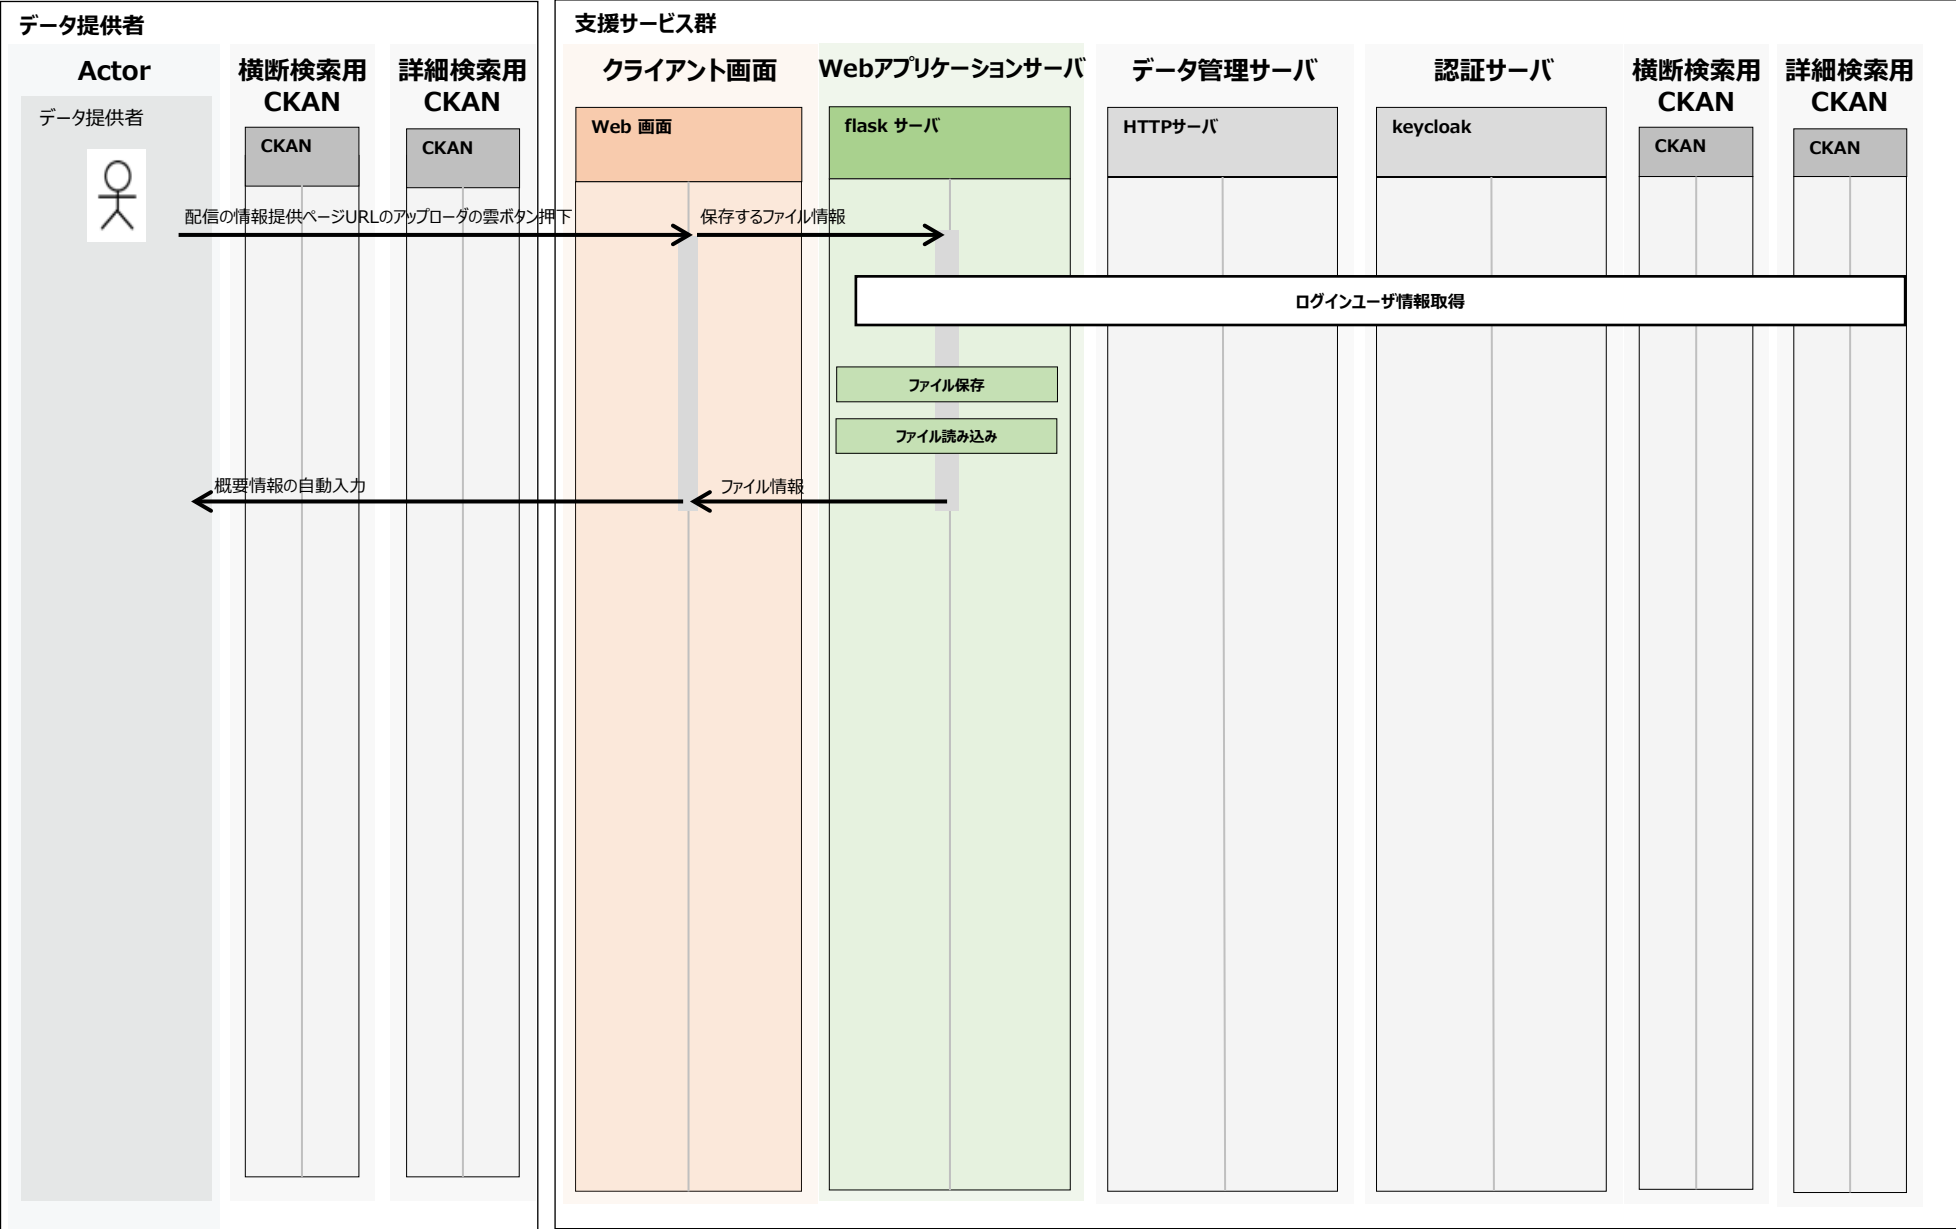 データ提供者
支援サービス群
Actor
横断検索用
CKAN
詳細検索用
CKAN
クライアント画面
Webアプリケーションサーバ
データ管理サーバ
認証サーバ
横断検索用
CKAN
詳細検索用
CKAN
データ提供者
CKAN
CKAN
Web 画面
flask サーバ
HTTPサーバ
keycloak
CKAN
CKAN
配信の情報提供ページURLのアップローダの雲ボタン押下
保存するファイル情報
ログインユーザ情報取得
ファイル保存
ファイル読み込み
概要情報の自動入力
ファイル情報